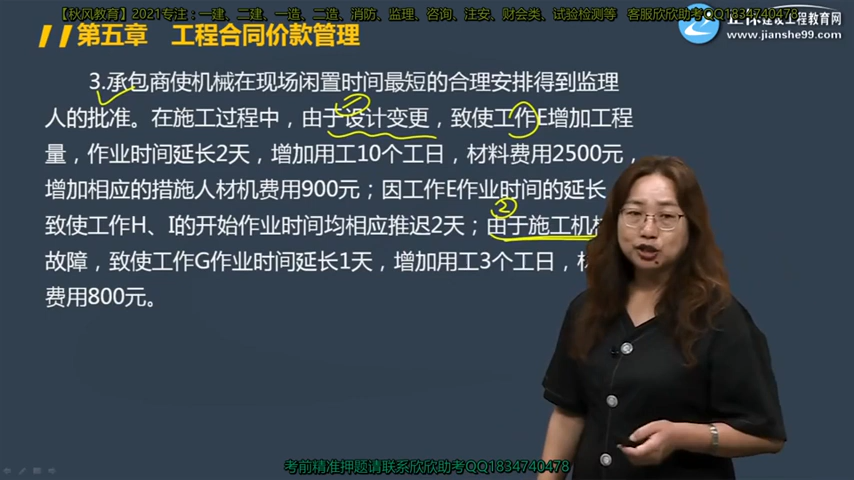 【秋风教育】2021专注：一建、二建、一造、二造、消防、监理、咨询、注安、财会类、试验检测等 客服欣欣助考QQ1834740478
建设工程教育网
www.jianshe99.com
第五章 工程合同价款管理
3.承包商使机械在现场闲置时间最短的合理安排得到监理
人的批准。在施工过程中，由于设计变更，致使工作E增加工程
量，作业时间延长2天，增加用工10个工日，材料费用2500元，
增加相应的措施人材机费用900元；因工作E作业时间的延长
致使工作H、I的开始作业时间均相应推迟2天；由于施工机
故障，致使工作G作业时间延长1天，增加用工3个工日，
费用800元。
①
②
考前精准押题请联系欣欣助考QQ1834740478